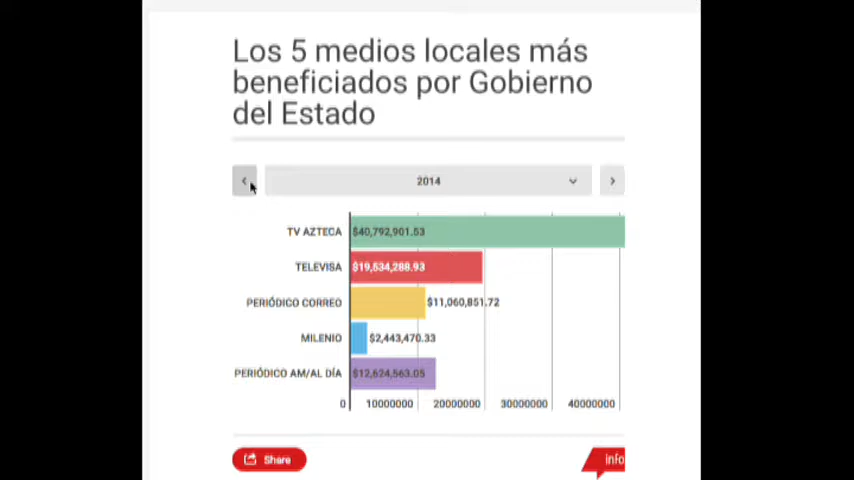 Los 5 medios locales más
beneficiados por Gobierno
del Estado
2014
TV AZTECA $40,792,901.53
TELEVISA $19,534,288.93
PERIÓDICO CORREO $11,060,851.72
MILENIO $2,443,470.33
PERIÓDICO AM/AL DÍA $12,624,563.05
0 10000000 20000000 30000000 40000000
Share
info